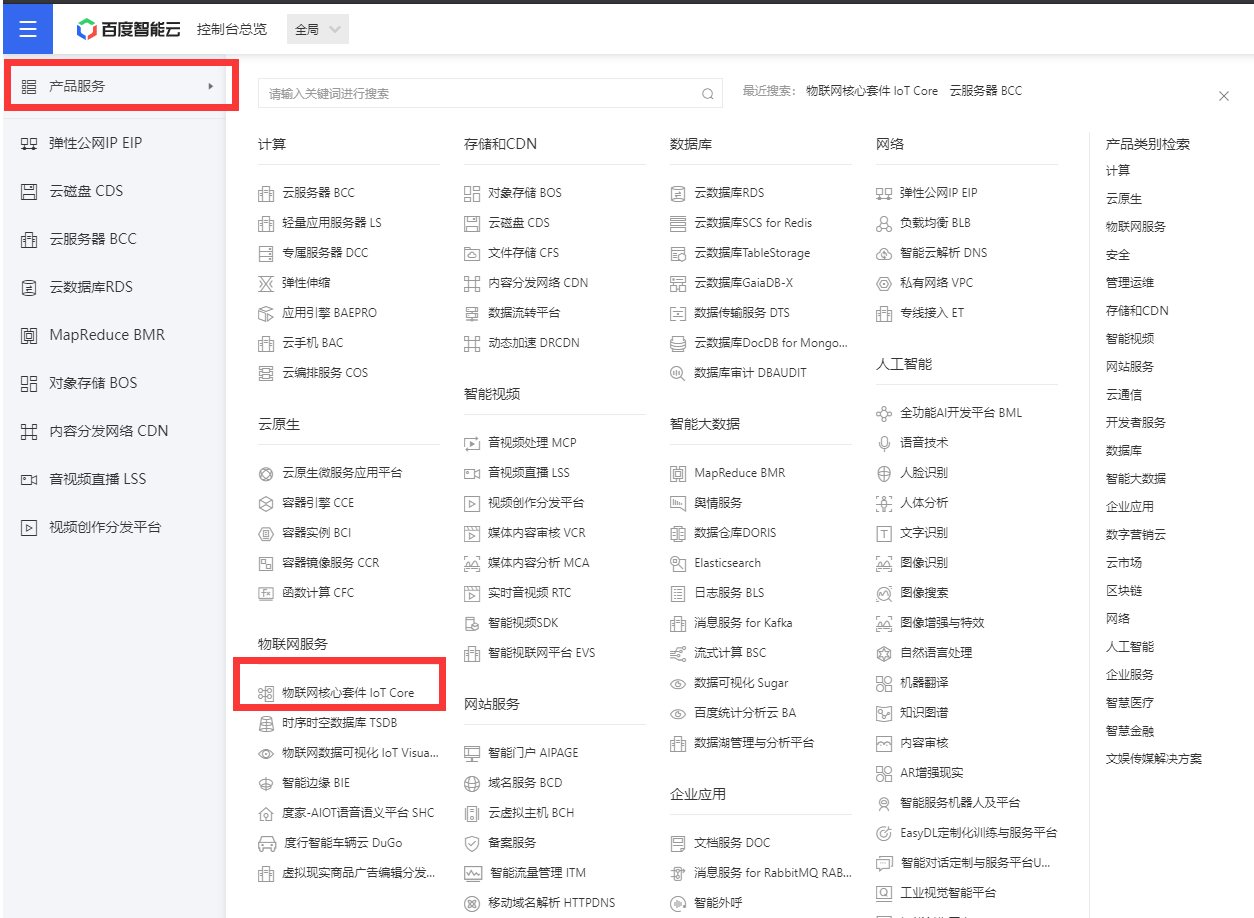 百度智能云 控制台总览 全局
产品服务
弹性公网IP EIP
云磁盘 CDS
云服务器 BCC
云数据库RDS
MapReduce BMR
对象存储 BOS
内容分发网络 CDN
音视频直播 LSS
视频创作分发平台
请输入关键词进行搜索
最近搜索： 物联网核心套件 IoT Core 云服务器 BCC
计算
云服务器 BCC
轻量应用服务器 LS
专属服务器 DCC
弹性伸缩
应用引擎 BAEPRO
云手机 BAC
云编排服务 COS
云原生
云原生微服务应用平台
容器引擎 CCE
容器实例 BCI
容器镜像服务 CCR
函数计算 CFC
物联网服务
物联网核心套件 IoT Core
时序时空数据库 TSDB
物联网数据可视化 IoT Visua...
智能边缘 BIE
度家-AIOT语音语义平台 SHC
度行智能车辆云 DuGo
虚拟现实商品广告编辑分发...
存储和CDN
对象存储 BOS
云磁盘 CDS
文件存储 CFS
内容分发网络 CDN
数据流转平台
动态加速 DRCDN
智能视频
音视频处理 MCP
音视频直播 LSS
视频创作分发平台
媒体内容审核 VCR
媒体内容分析 MCA
实时音视频 RTC
智能视频SDK
智能视联网平台 EVS
网站服务
智能门户 AIPAGE
域名服务 BCD
云虚拟主机 BCH
备案服务
智能流量管理 ITM
移动域名解析 HTTPDNS
数据库
云数据库RDS
云数据库SCS for Redis
云数据库TableStorage
云数据库GaiaDB-X
数据传输服务 DTS
云数据库DocDB for Mongo...
数据库审计 DBAUDIT
智能大数据
MapReduce BMR
舆情服务
数据仓库DORIS
Elasticsearch
日志服务 BLS
消息服务 for Kafka
流式计算 BSC
数据可视化 Sugar
百度统计分析云 BA
数据湖管理与分析平台
企业应用
文档服务 DOC
消息服务 for RabbitMQ RAB...
智能外呼
网络
弹性公网IP EIP
负载均衡 BLB
智能云解析 DNS
私有网络 VPC
专线接入 ET
人工智能
全功能AI开发平台 BML
语音技术
人脸识别
人体分析
文字识别
图像识别
图像搜索
图像增强与特效
自然语言处理
机器翻译
知识图谱
内容审核
AR增强现实
智能服务机器人及平台
EasyDL定制化训练与服务平台
智能对话定制与服务平台U...
工业视觉智能平台
产品类别检索
计算
云原生
物联网服务
安全
管理运维
存储和CDN
智能视频
网站服务
云通信
开发者服务
数据库
智能大数据
企业应用
数字营销云
云市场
区块链
网络
人工智能
企业服务
智慧医疗
智慧金融
文娱传媒解决方案